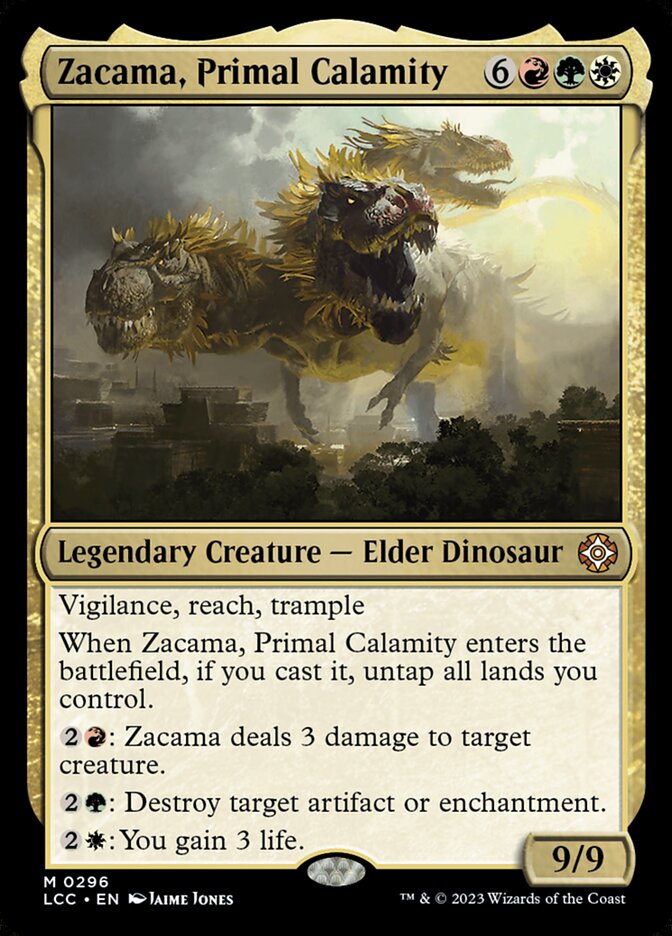 Zacama, Primal Calamity 6
Legendary Creature — Elder Dinosaur
Vigilance, reach, trample
When Zacama, Primal Calamity enters the
battlefield, if you cast it, untap all lands you
control.
2: Zacama deals 3 damage to target
creature.
2: Destroy target artifact or enchantment.
2: You gain 3 life.
9/9
M 0296
LCC • EN Jaime Jones
™ & © 2023 Wizards of the Coast